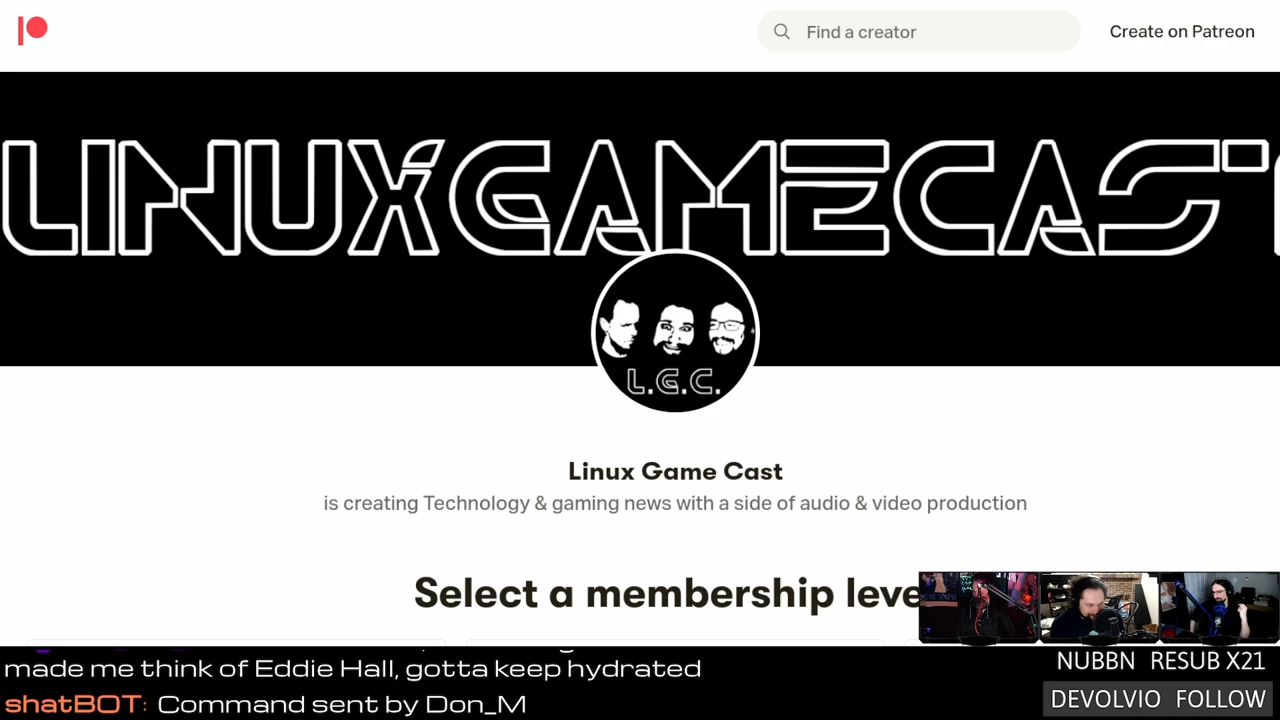 Find a creator
Create on Patreon
LINUXGAMECAST
L.G.C.
Linux Game Cast
is creating Technology & gaming news with a side of audio & video production
Select a membership leve
made me think of Eddie Hall, gotta keep hydrated
shatBOT: Command sent by Don_M
NUBBN RESUB X21
DEVOLVIO FOLLOW